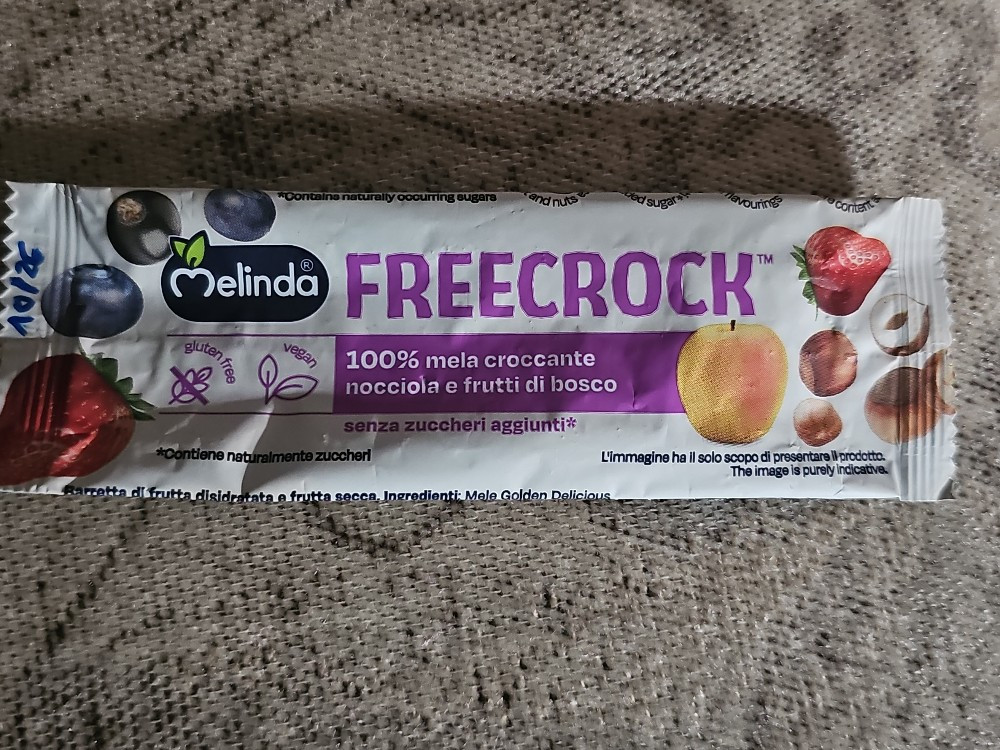 *Contains naturally occurring sugars
and nuts
ed sugar*
flavourings
s content s
Melinda®
FREECROCK™
gluten free
vegan
100% mela croccante
nocciola e frutti di bosco
senza zuccheri aggiunti*
*Contiene naturalmente zuccheri
L'immagine ha il solo scopo di presentare il prodotto.
The image is purely indicative.
Barretta di frutta disidratata e frutta secca. Ingredienti: Mele Golden Delicious